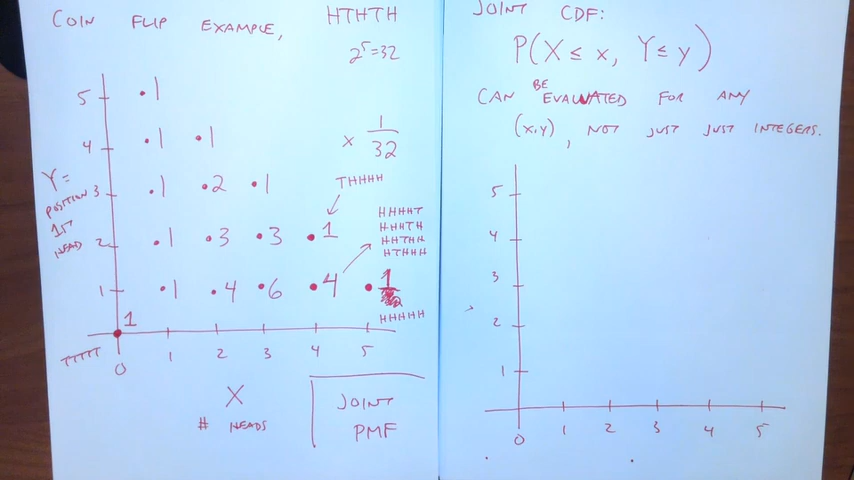 COIN FLIP EXAMPLE, HTHTH
2^5=32
5 •1
4 •1 •1
× 1/32
Y=
POSITION
1ST
HEAD
3 •1 •2 •1
THHHH
2 •1 •3 •3 •1
HHHHT
HHHTH
HHTHH
HTHHH
1 •1 •4 •6 •4 •1
HHHHH
1
TTTTT
0 1 2 3 4 5
X
# HEADS
JOINT
PMF
JOINT CDF:
P(X ≤ x, Y ≤ y)
CAN BE EVALUATED FOR ANY
(x,y), NOT JUST JUST INTEGERS.
5
4
3
2
1
0 1 2 3 4 5